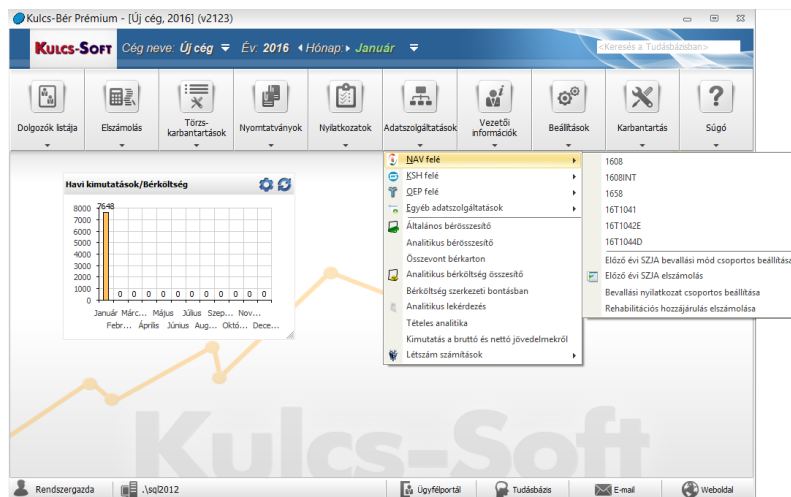 Kulcs-Bér Prémium - [Új cég, 2016] (v2123)
KULCS-SOFT Cég neve: Új cég Év: 2016 Hónap: Január <Keresés a Tudásbázisban>
Dolgozók listája
Elszámolás
Törzs-
karbantartások
Nyomtatványok
Nyilatkozatok
Adatszolgáltatások
Vezetői
információk
Beállítások
Karbantartás
Súgó
Havi kimutatások/Bérköltség
8000
7000
6000
5000
4000
3000
2000
1000
0
7648 0 0 0 0 0 0 0 0 0 0 0
Január Márc... Május Július Szep... Nov...
Febr... Április Június Aug... Októ... Dece...
NAV felé
KSH felé
OEP felé
Egyéb adatszolgáltatások
Általános bérösszesítő
Analitikus bérösszesítő
Összevont bérkarton
Analitikus bérköltség összesítő
Bérköltség szerkezeti bontásban
Analitikus lekérdezés
Tételes analitika
Kimutatás a bruttó és nettó jövedelmekről
Létszám számítások
1608
1608INT
1658
16T1041
16T1042E
16T1044D
Előző évi SZJA bevallási mód csoportos beállítása
Előző évi SZJA elszámolás
Bevallási nyilatkozat csoportos beállítása
Rehabilitációs hozzájárulás elszámolása
Kulcs-Soft
Rendszergazda .\sql2012 Ügyfélportál Tudásbázis E-mail Weboldal